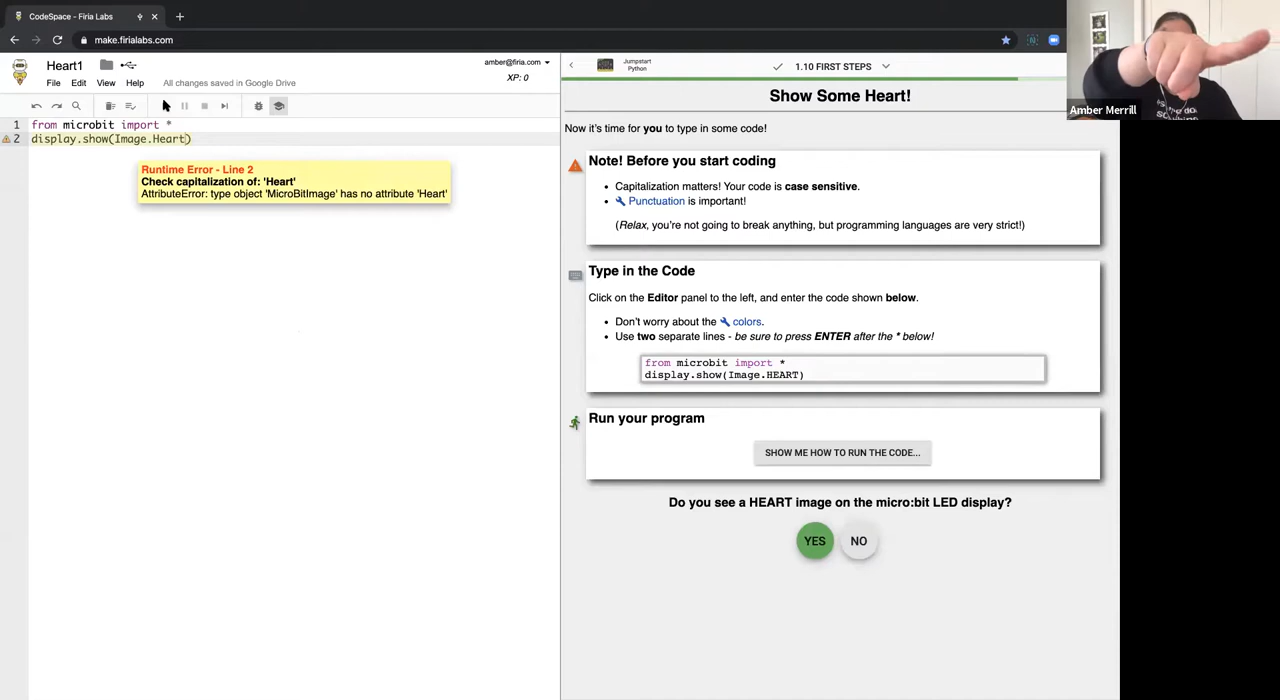 CodeSpace - Firia Labs
make.firialabs.com
Heart1
File Edit View Help All changes saved in Google Drive
amber@firia.com
XP: 0
1 from microbit import *
2 display.show(Image.Heart)
Runtime Error - Line 2
Check capitalization of: 'Heart'
AttributeError: type object 'MicroBitImage' has no attribute 'Heart'
Jumpstart
Python
1.10 FIRST STEPS
Show Some Heart!
Now it's time for you to type in some code!
Note! Before you start coding
• Capitalization matters! Your code is case sensitive.
• Punctuation is important!
(Relax, you're not going to break anything, but programming languages are very strict!)
Type in the Code
Click on the Editor panel to the left, and enter the code shown below.
• Don't worry about the colors.
• Use two separate lines - be sure to press ENTER after the * below!
from microbit import *
display.show(Image.HEART)
Run your program
SHOW ME HOW TO RUN THE CODE...
Do you see a HEART image on the micro:bit LED display?
YES NO
Amber Merrill